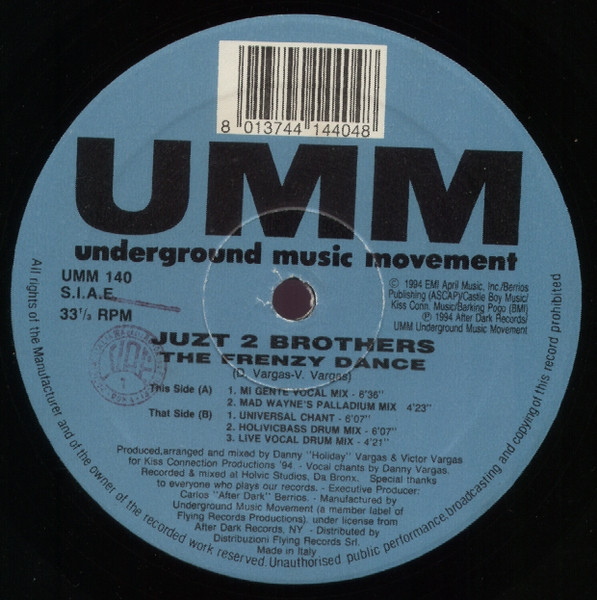 8 013744 144048
UMM
underground music movement
UMM 140
S.I.A.E.
33 1/3 RPM
© 1994 EMI April Music, Inc./Berrios
Publishing (ASCAP)/Castle Boy Music/
Kiss Conn. Music/Barking Pogo (BMI)
℗ 1994 After Dark Records/
UMM Underground Music Movement
JUZT 2 BROTHERS
THE FRENZY DANCE
(D. Vargas-V. Vargas)
This Side (A) 1. MI GENTE VOCAL MIX - 6'36"
2. MAD WAYNE'S PALLADIUM MIX 4'23"
That Side (B) 1. UNIVERSAL CHANT - 6'07"
2. HOLIVICBASS DRUM MIX - 6'07"
3. LIVE VOCAL DRUM MIX - 4'21"
Produced,arranged and mixed by Danny "Holiday" Vargas & Victor Vargas
for Kiss Connection Productions '94 - Vocal chants by Danny Vargas.
Recorded & mixed at Holvic Studios, Da Bronx. Special thanks
to everyone who plays our records. - Executive Producer:
Carlos "After Dark" Berrios. - Manufactured by
Underground Music Movement (a member label of
Flying Records Productions). under license from
After Dark Records, NY - Distributed by
Distribuzioni Flying Records Srl.
Made in Italy
All rights of the Manufacturer and of the owner of the recorded work reserved.Unauthorised public performance,broadcasting and copying of this record prohibited